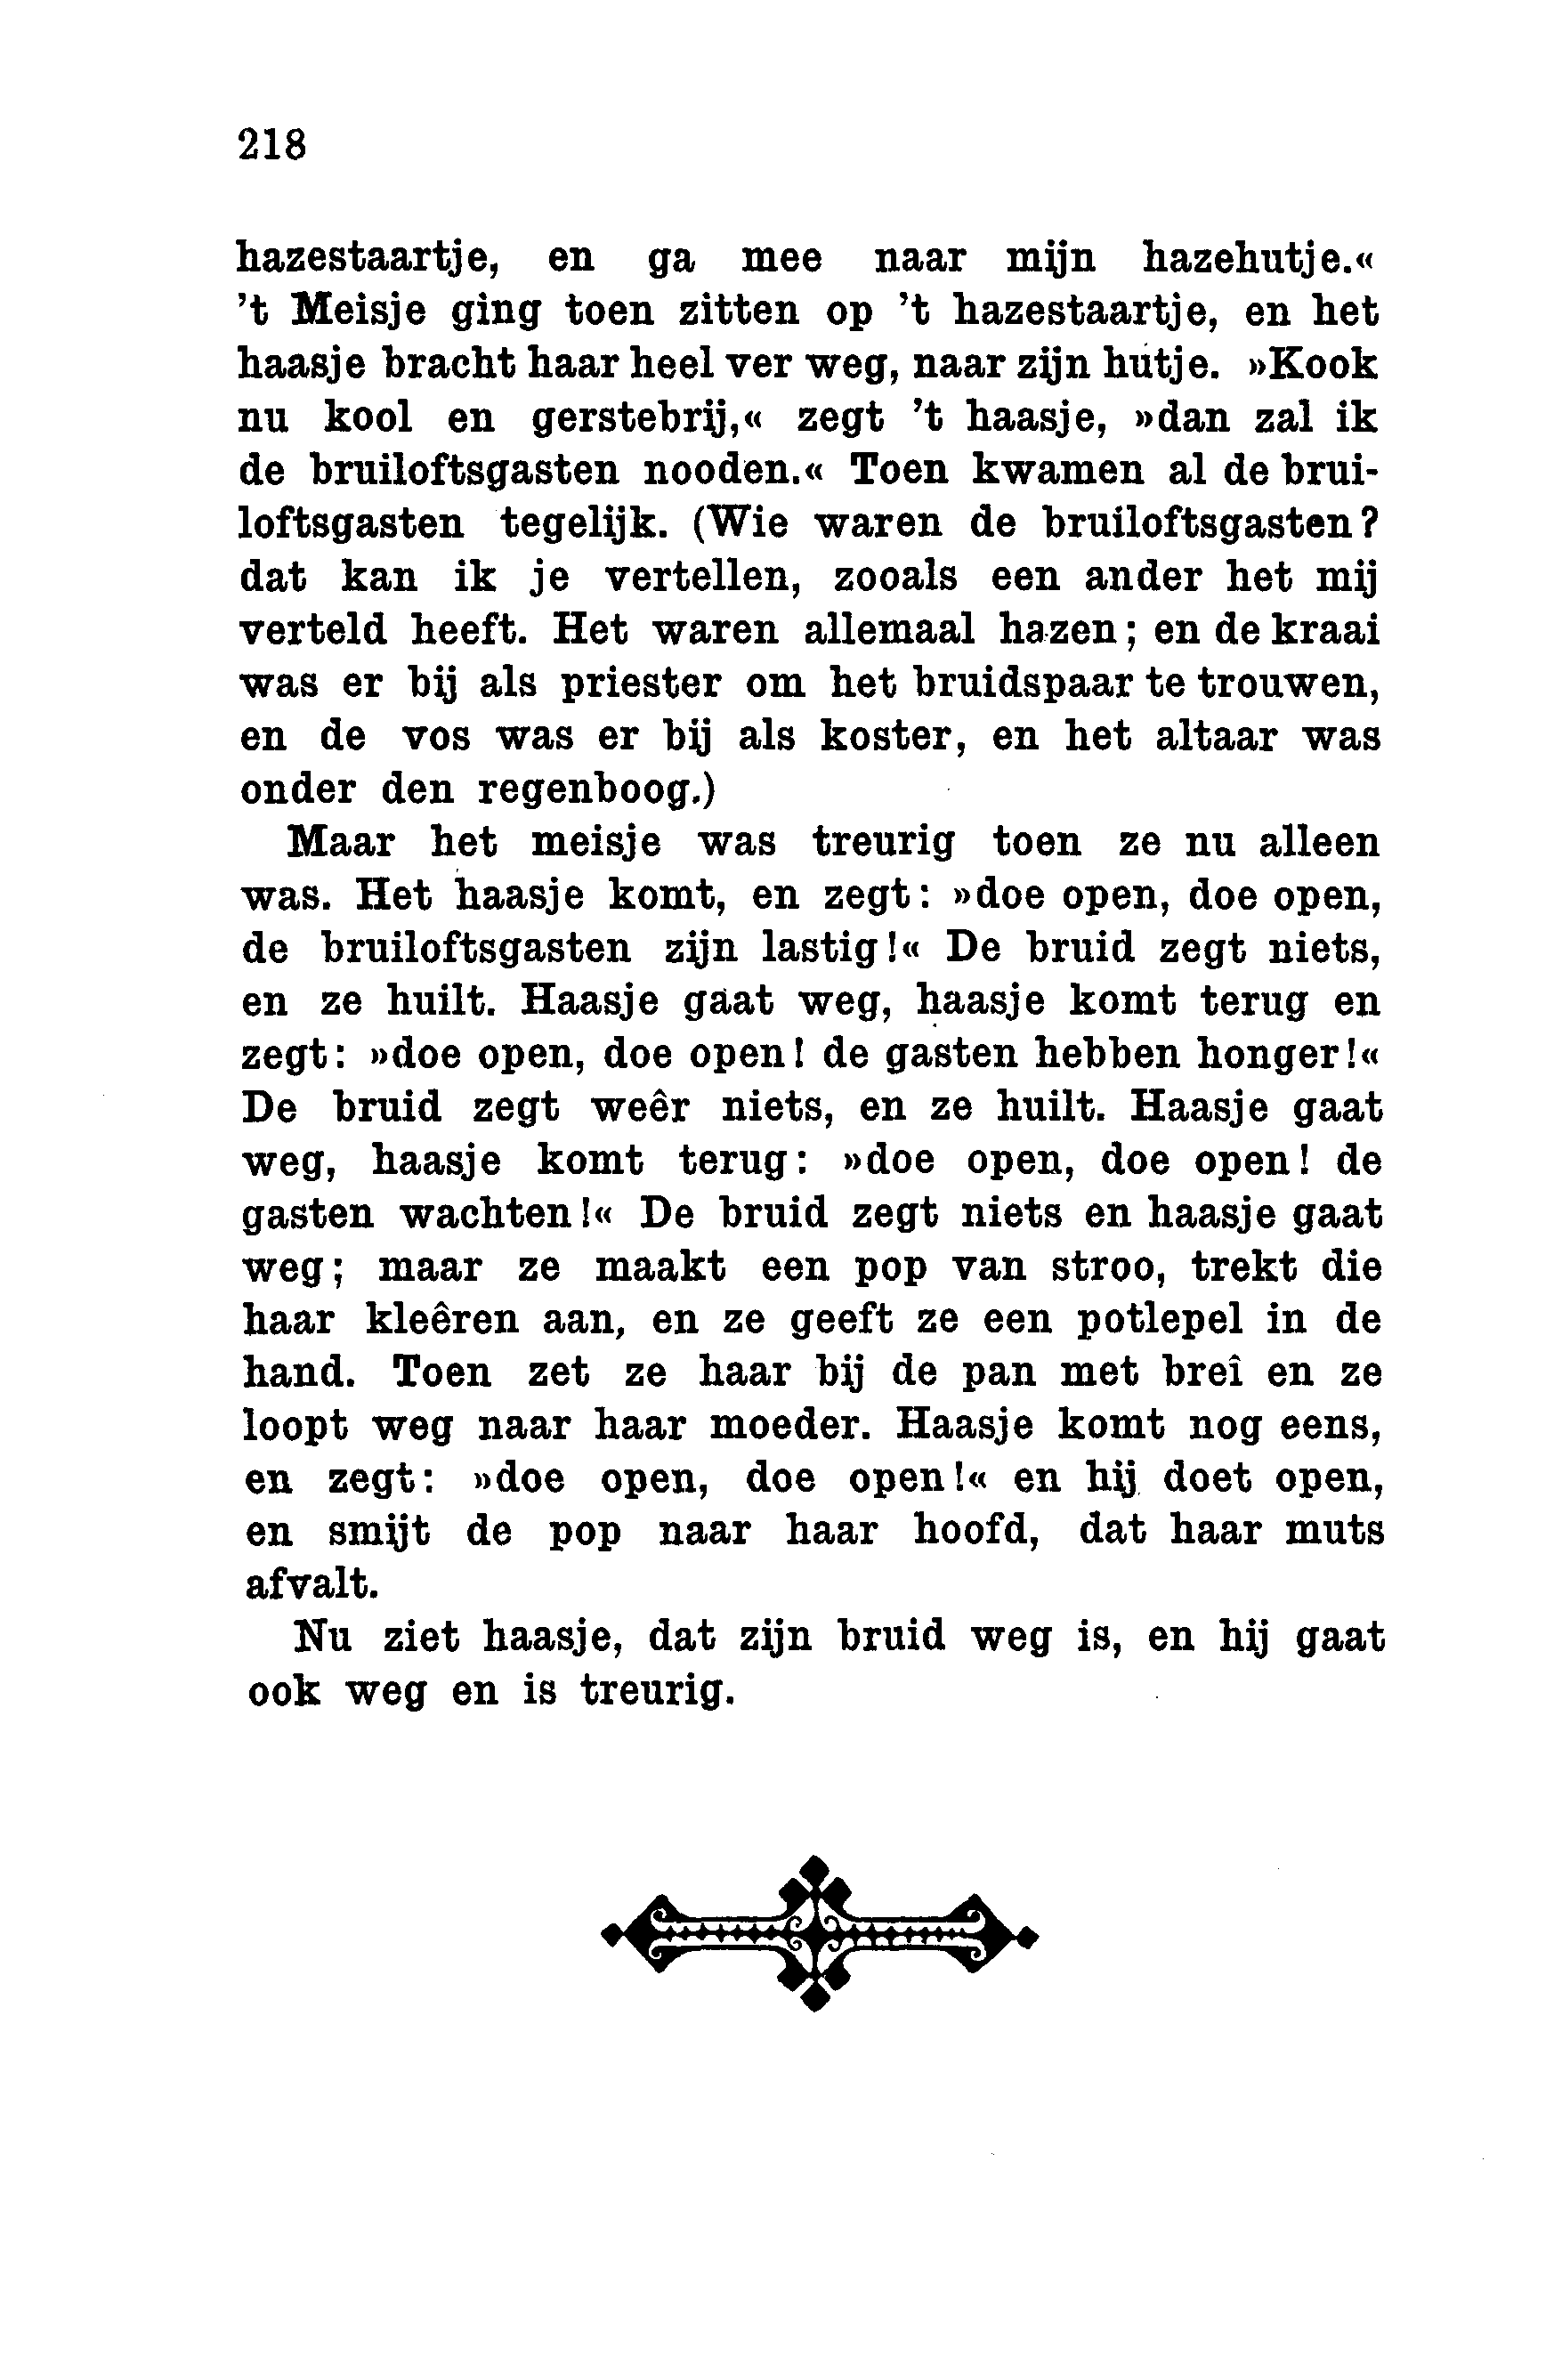 218
hazestaartje, en ga mee naar mijn hazehutje.«
't Meisje ging toen zitten op 't hazestaartje, en het
haasje bracht haar heel ver weg, naar zijn hutje. »Kook
nu kool en gerstebrij,« zegt 't haasje, »dan zal ik
de bruiloftsgasten nooden.« Toen kwamen al de brui-
loftsgasten tegelijk. (Wie waren de bruiloftsgasten?
dat kan ik je vertellen, zooals een ander het mij
verteld heeft. Het waren allemaal hazen; en de kraai
was er bij als priester om het bruidspaar te trouwen,
en de vos was er bij als koster, en het altaar was
onder den regenboog.)
Maar het meisje was treurig toen ze nu alleen
was. Het haasje komt, en zegt: »doe open, doe open,
de bruiloftsgasten zijn lastig!« De bruid zegt niets,
en ze huilt. Haasje gaat weg, haasje komt terug en
zegt: »doe open, doe open! de gasten hebben honger!«
De bruid zegt weêr niets, en ze huilt. Haasje gaat
weg, haasje komt terug: »doe open, doe open! de
gasten wachten!« De bruid zegt niets en haasje gaat
weg; maar ze maakt een pop van stroo, trekt die
haar kleêren aan, en ze geeft ze een potlepel in de
hand. Toen zet ze haar bij de pan met breî en ze
loopt weg naar haar moeder. Haasje komt nog eens,
en zegt: »doe open, doe open!« en hij doet open,
en smijt de pop naar haar hoofd, dat haar muts
afvalt.
Nu ziet haasje, dat zijn bruid weg is, en hij gaat
ook weg en is treurig.